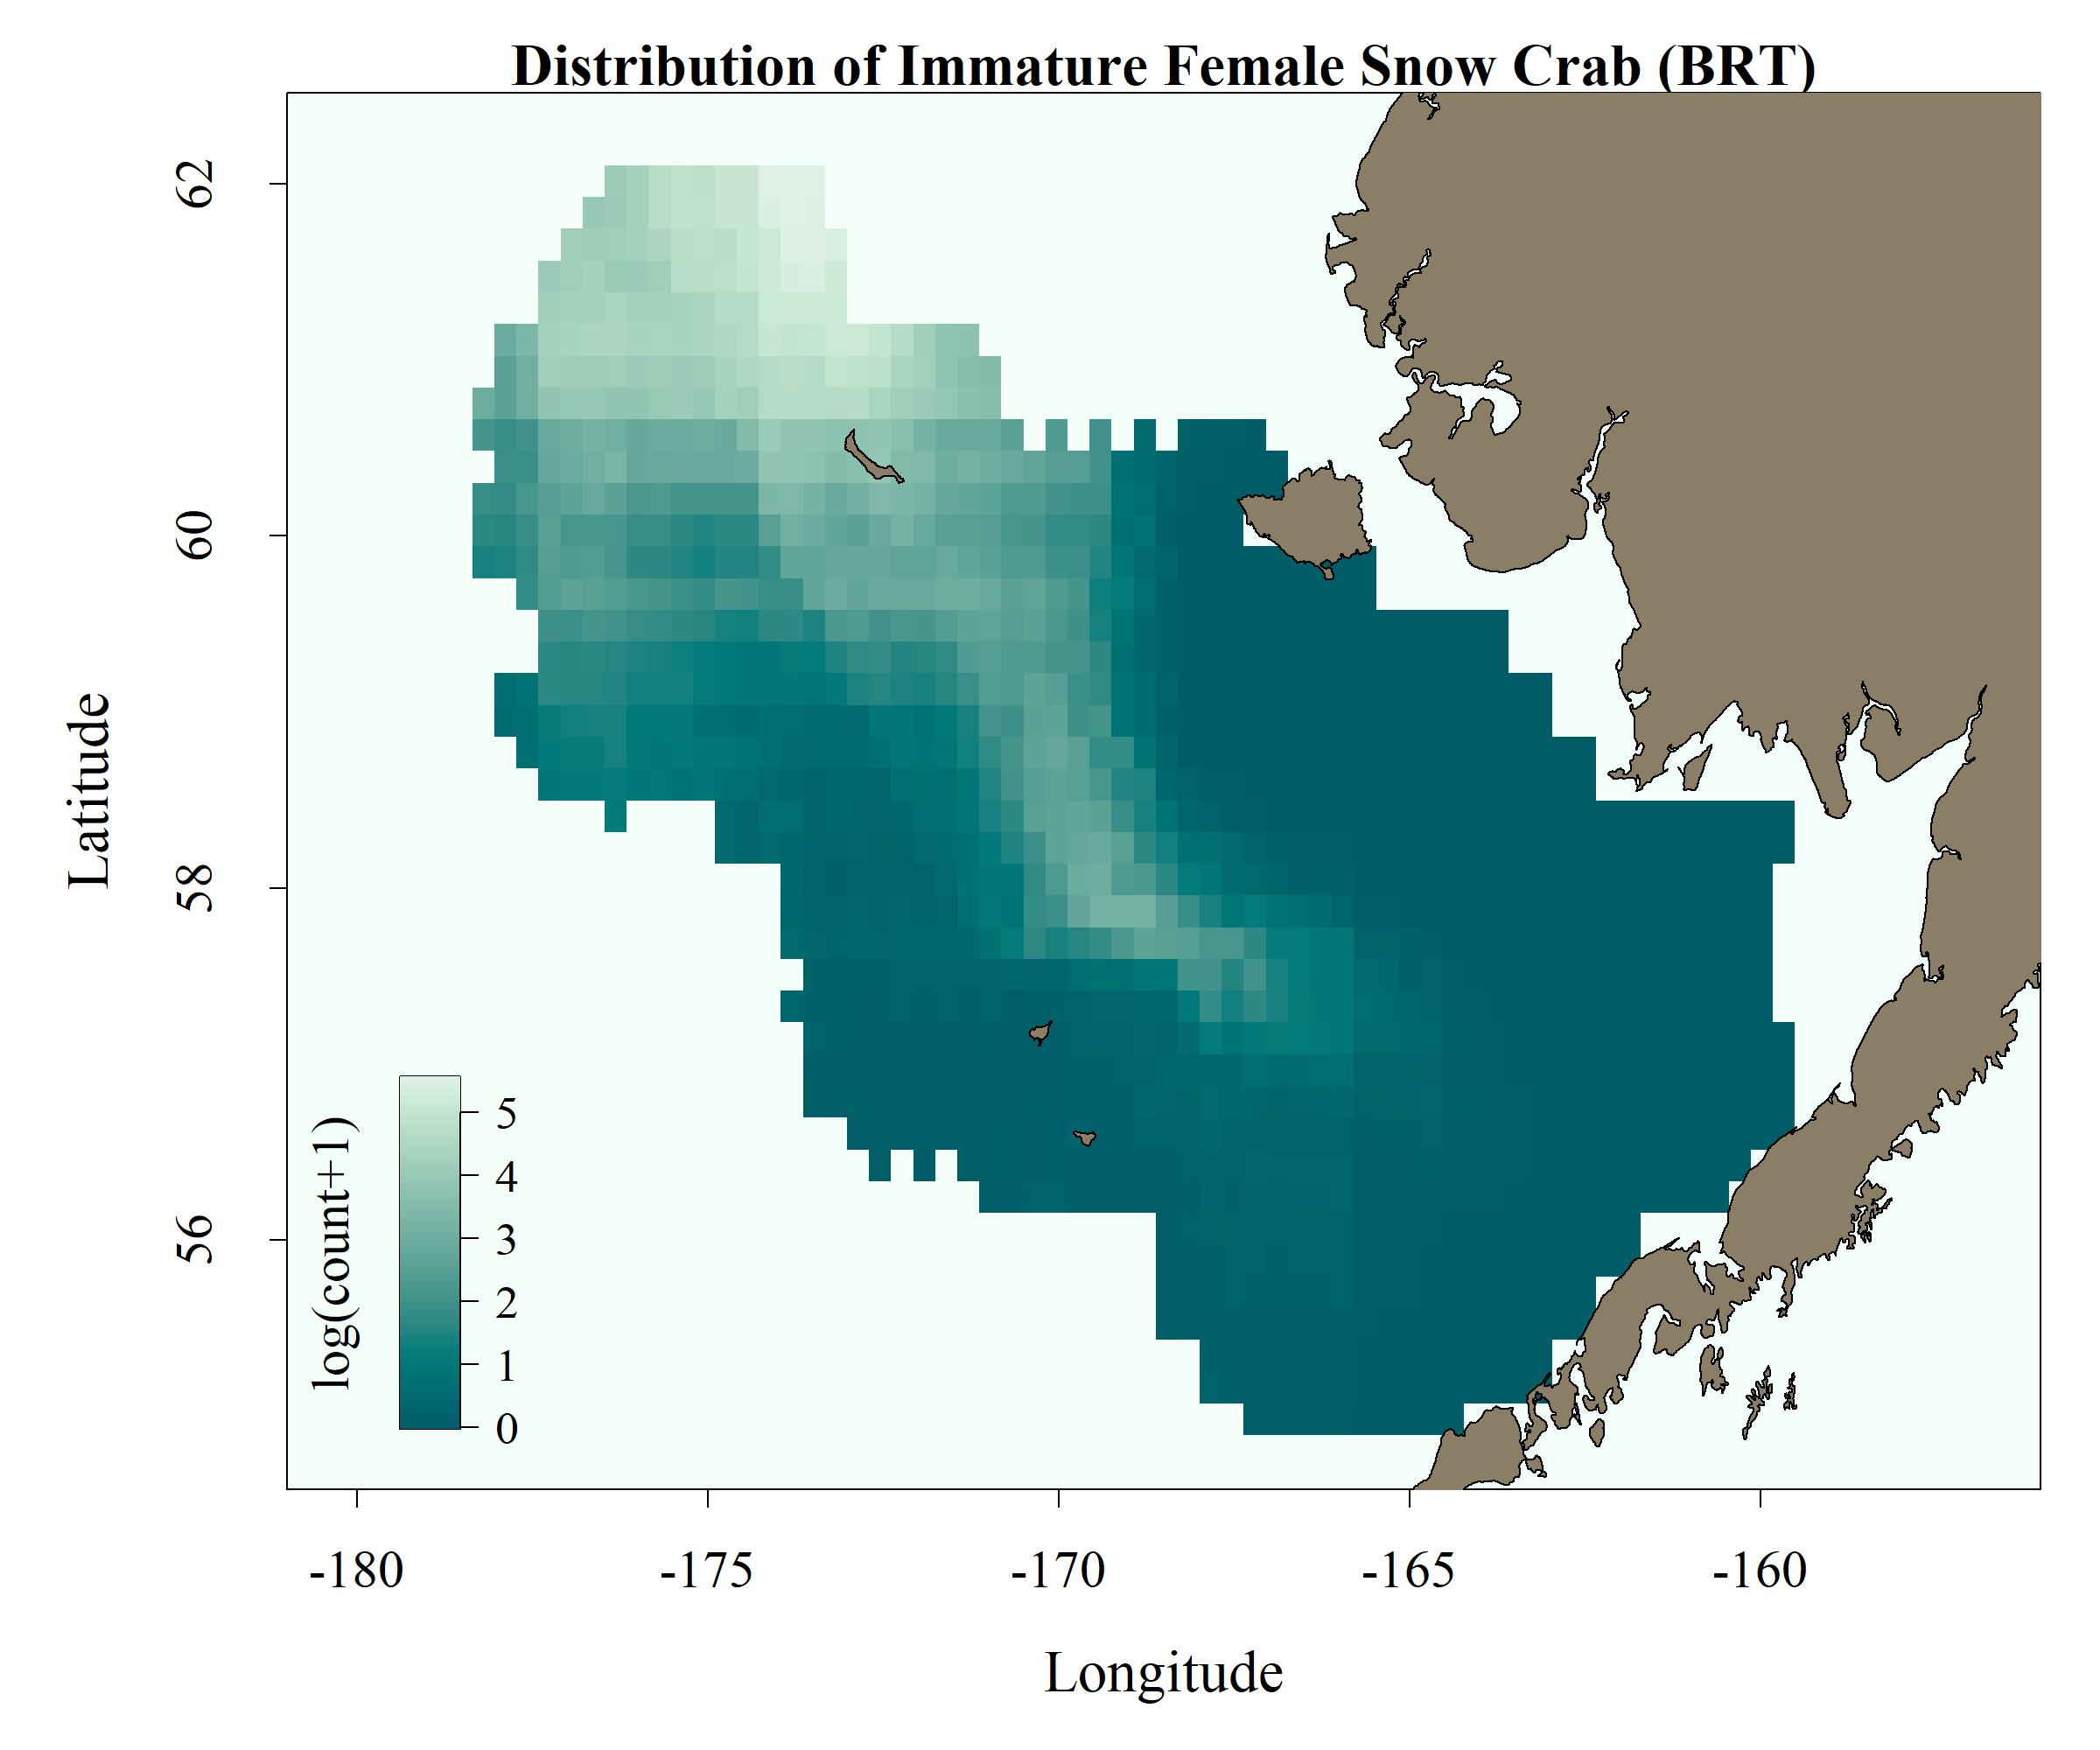 Distribution of Immature Female Snow Crab (BRT)
Latitude
62
60
58
56
log(count+1)
5
4
3
2
1
0
-180 -175 -170 -165 -160
Longitude